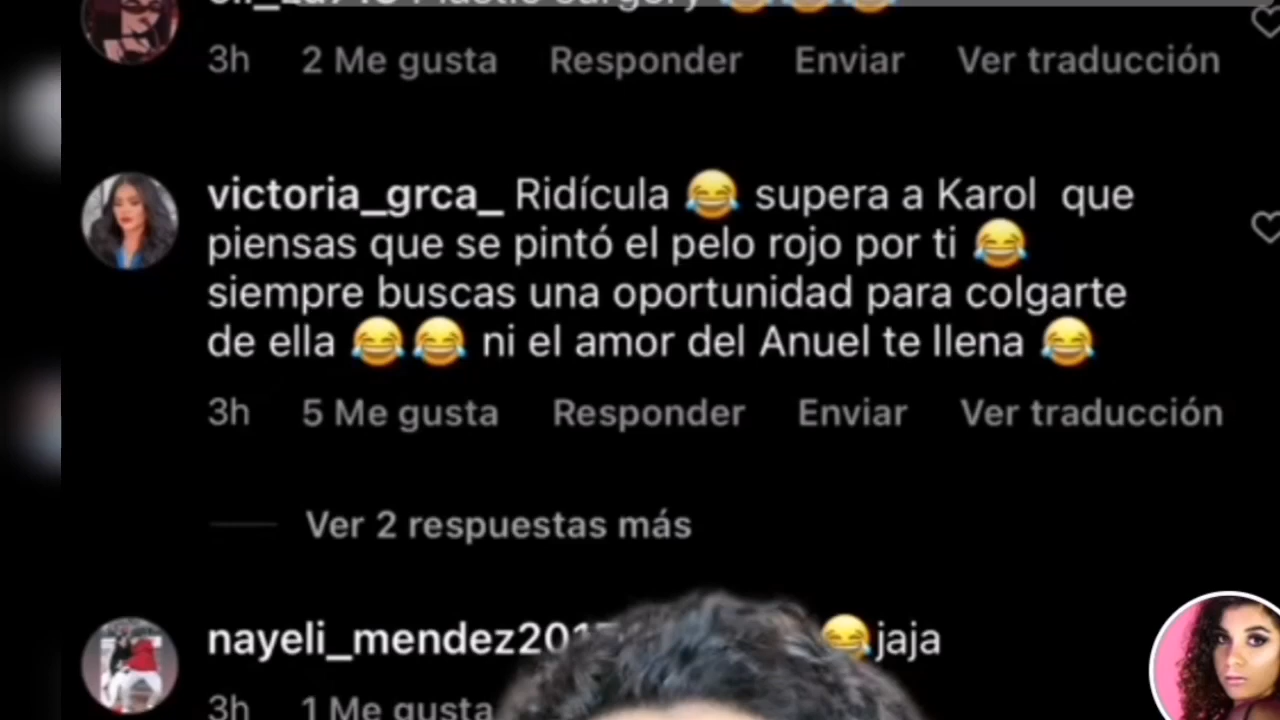 Plastic surgery 😂😂😂
3h 2 Me gusta Responder Enviar Ver traducción
victoria_grca_ Ridícula 😂 supera a Karol que
piensas que se pintó el pelo rojo por ti 😂
siempre buscas una oportunidad para colgarte
de ella 😂😂 ni el amor del Anuel te llena 😂
3h 5 Me gusta Responder Enviar Ver traducción
Ver 2 respuestas más
😂jaja
3h 1 Me gusta